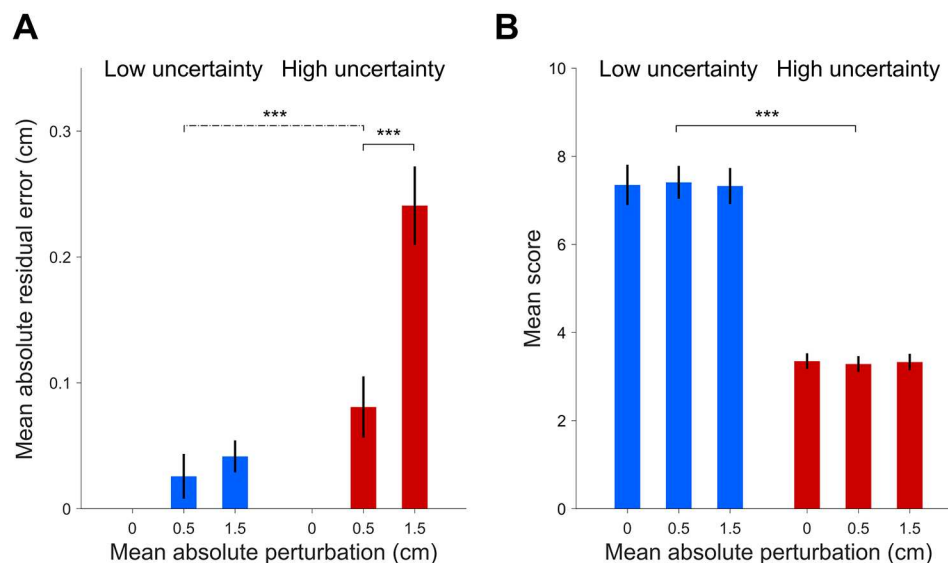 A
Low uncertainty High uncertainty
***
***
Mean absolute residual error (cm)
0.3
0.2
0.1
0
0 0.5 1.5 0 0.5 1.5
Mean absolute perturbation (cm)
B
Low uncertainty High uncertainty
***
Mean score
10
8
6
4
2
0
0 0.5 1.5 0 0.5 1.5
Mean absolute perturbation (cm)